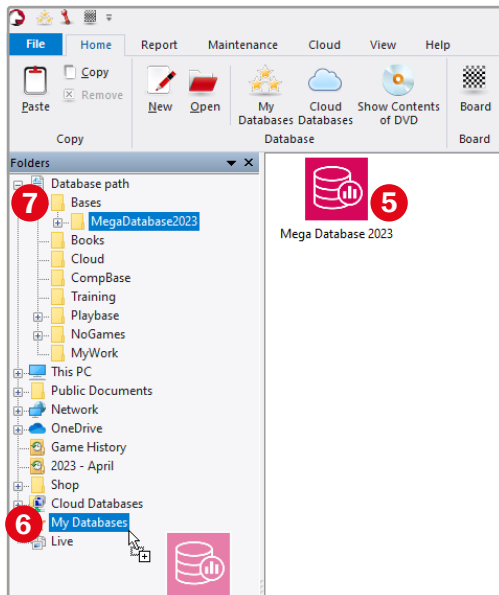 File Home Report Maintenance Cloud View Help
Paste
Copy
Remove
New Open My Databases Cloud Databases Show Contents of DVD Board
Copy Database Board
Folders
Database path
7 Bases
MegaDatabase2023
5
Books
Mega Database 2023
Cloud
CompBase
Training
Playbase
NoGames
MyWork
This PC
Public Documents
Network
OneDrive
Game History
2023 - April
Shop
Cloud Databases
6 My Databases
Live